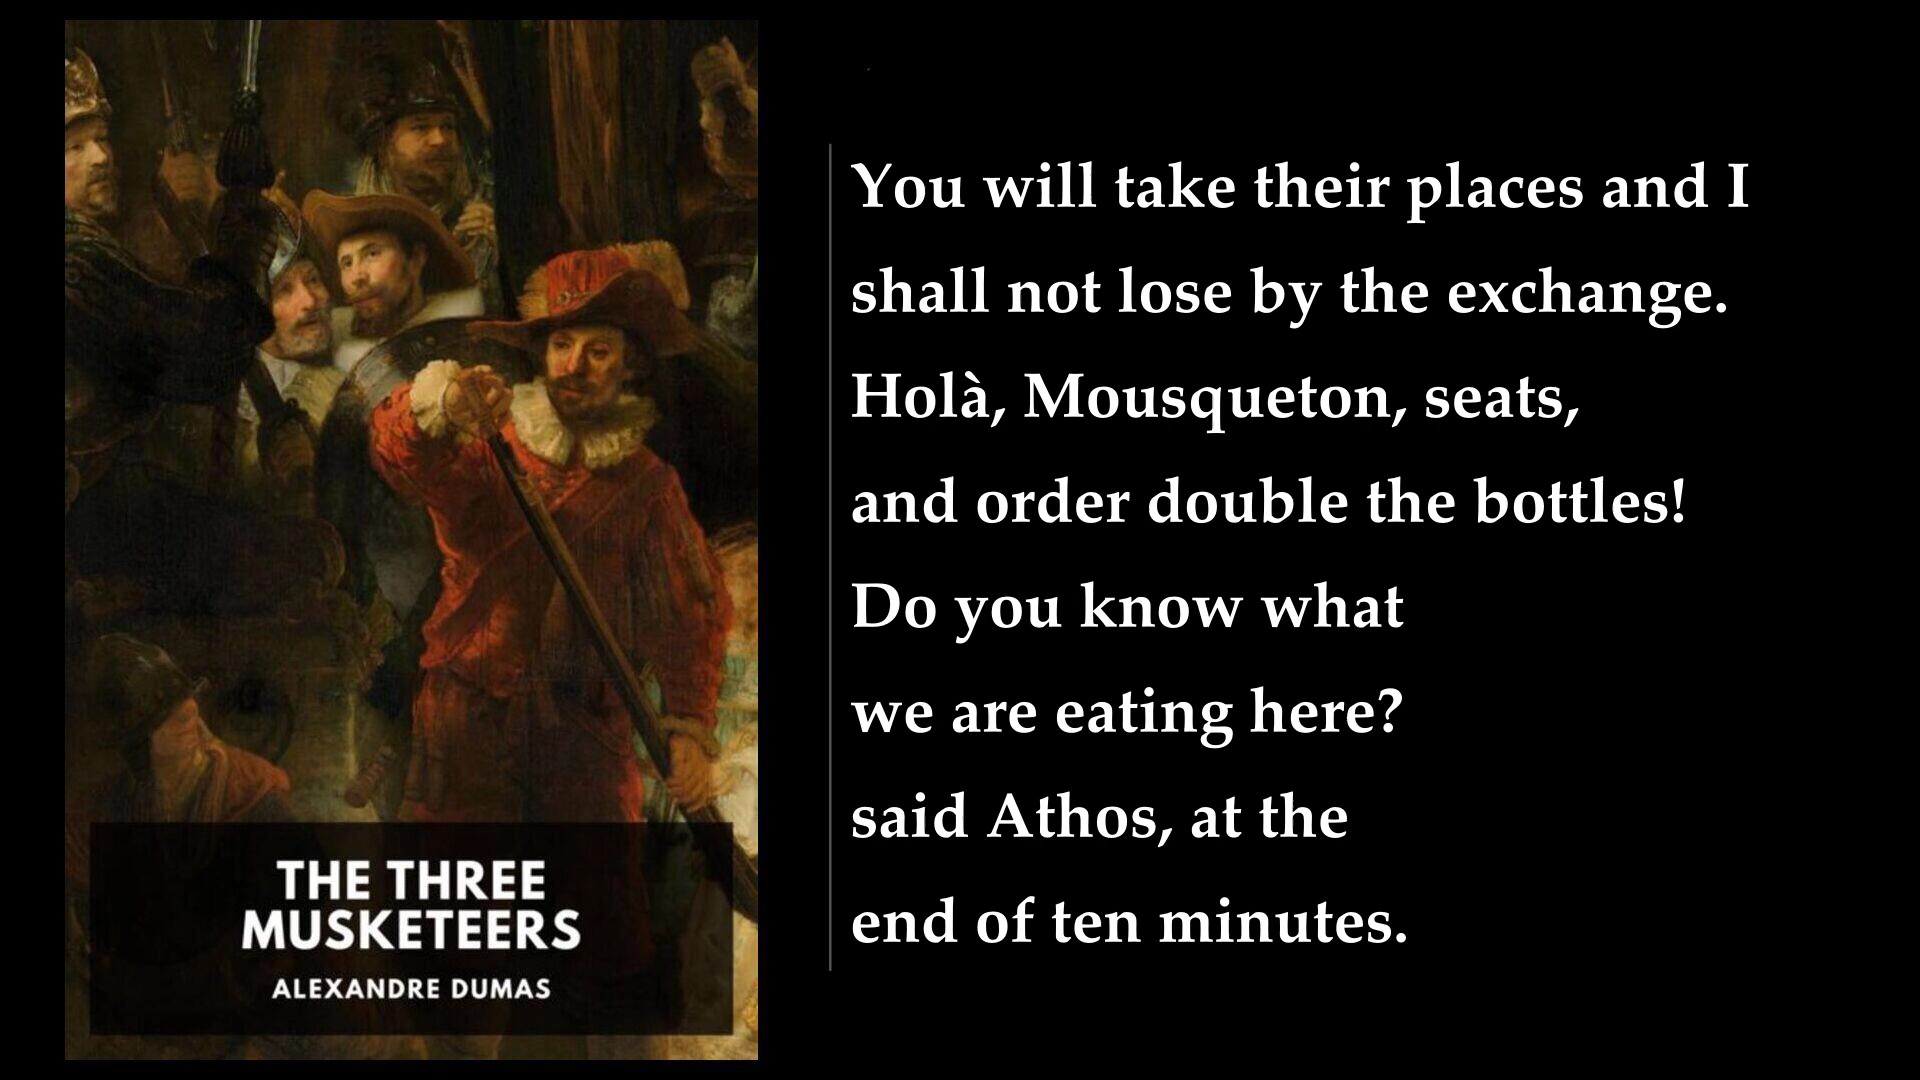 THE THREE
MUSKETEERS
ALEXANDRE DUMAS
You will take their places and I
shall not lose by the exchange.
Holà, Mousqueton, seats,
and order double the bottles!
Do you know what
we are eating here?
said Athos, at the
end of ten minutes.